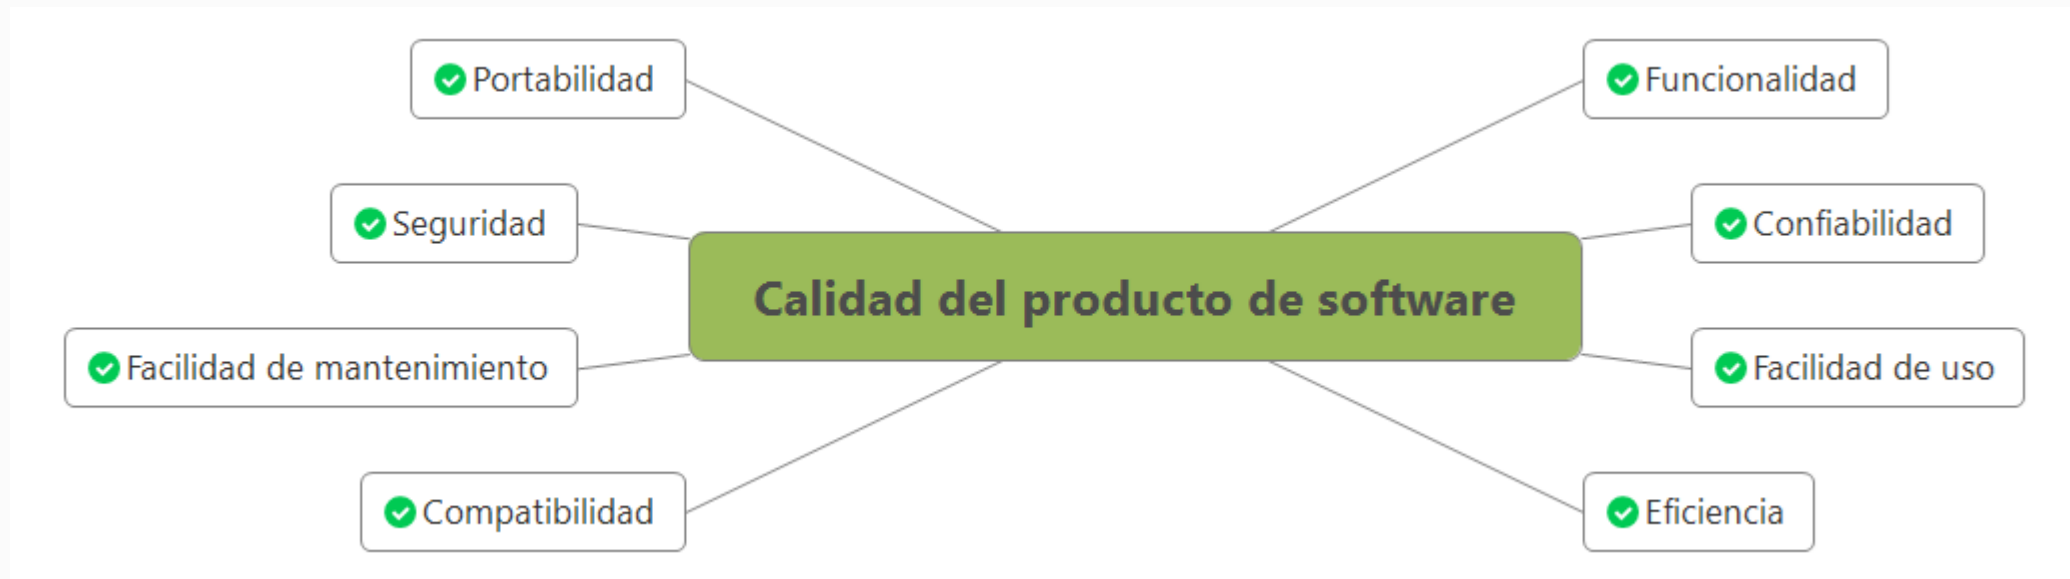 Portabilidad
Funcionalidad
Seguridad
Confiabilidad
Calidad del producto de software
Facilidad de mantenimiento
Facilidad de uso
Compatibilidad
Eficiencia